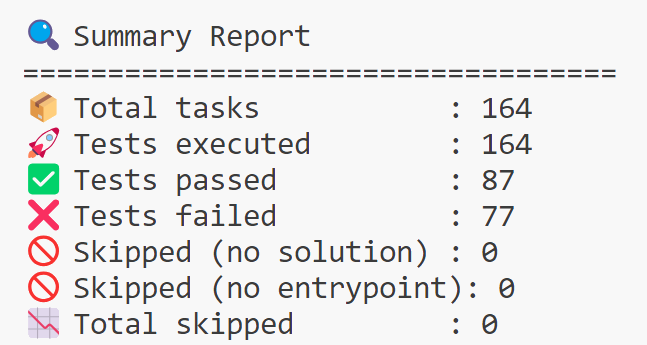 🔍 Summary Report
===================================
📦 Total tasks : 164
🚀 Tests executed : 164
✅ Tests passed : 87
❌ Tests failed : 77
🚫 Skipped (no solution) : 0
🚫 Skipped (no entrypoint): 0
📉 Total skipped : 0